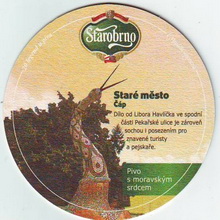 Starobrno
Staré město
Čáp
Dílo od Libora Havlíčka ve spodní
části Pekařské ulice je zároveň
sochou i posezením pro
znavené turisty
a pejskaře.
Pivo
s moravským
srdcem